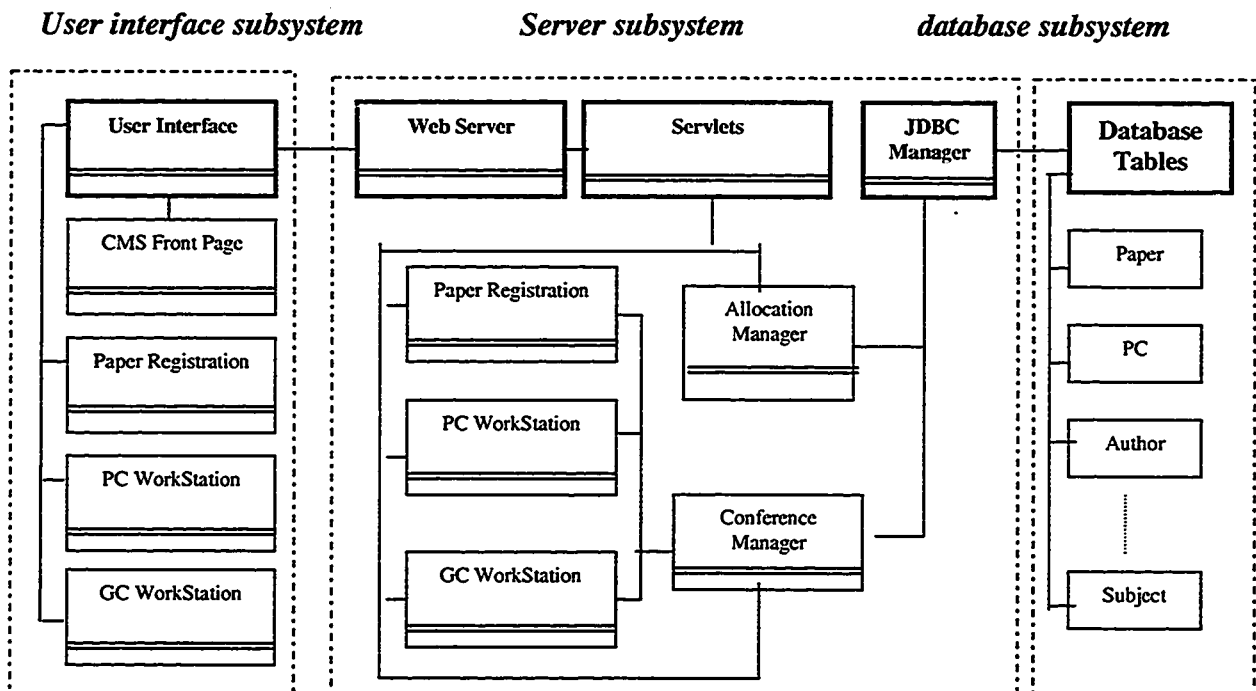 User interface subsystem
Server subsystem
database subsystem
User Interface
CMS Front Page
Paper Registration
PC WorkStation
GC WorkStation
Web Server
Servlets
JDBC
Manager
Paper Registration
PC WorkStation
GC WorkStation
Allocation
Manager
Conference
Manager
Database
Tables
Paper
PC
Author
Subject